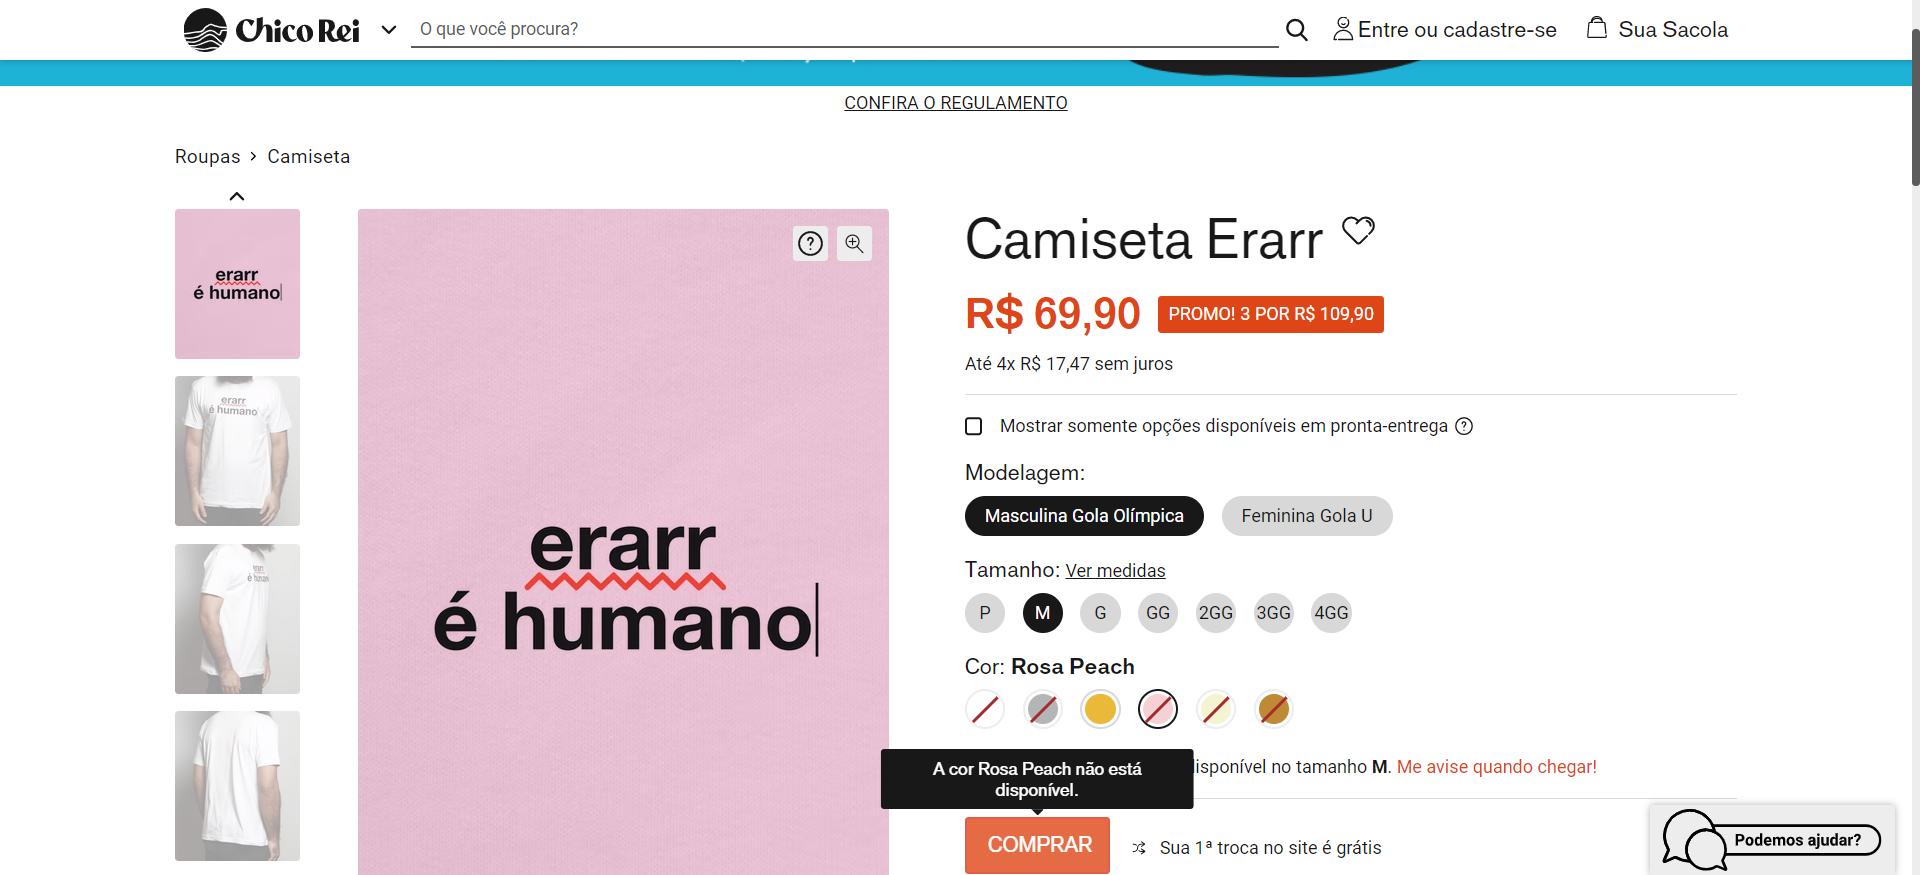 Chico Rei
O que você procura?
Entre ou cadastre-se
Sua Sacola
CONFIRA O REGULAMENTO
Roupas › Camiseta
erarr
é humano
erarr
é humano
erarr
é humano
erarr
é humano
Camiseta Erarr
R$ 69,90
PROMO! 3 POR R$ 109,90
Até 4x R$ 17,47 sem juros
Mostrar somente opções disponíveis em pronta-entrega ?
Modelagem:
Masculina Gola Olímpica
Feminina Gola U
Tamanho: Ver medidas
P M G GG 2GG 3GG 4GG
Cor: Rosa Peach
A cor Rosa Peach não está
disponível.
no tamanho M. Me avise quando chegar!
COMPRAR
Sua 1ª troca no site é grátis
Podemos ajudar?